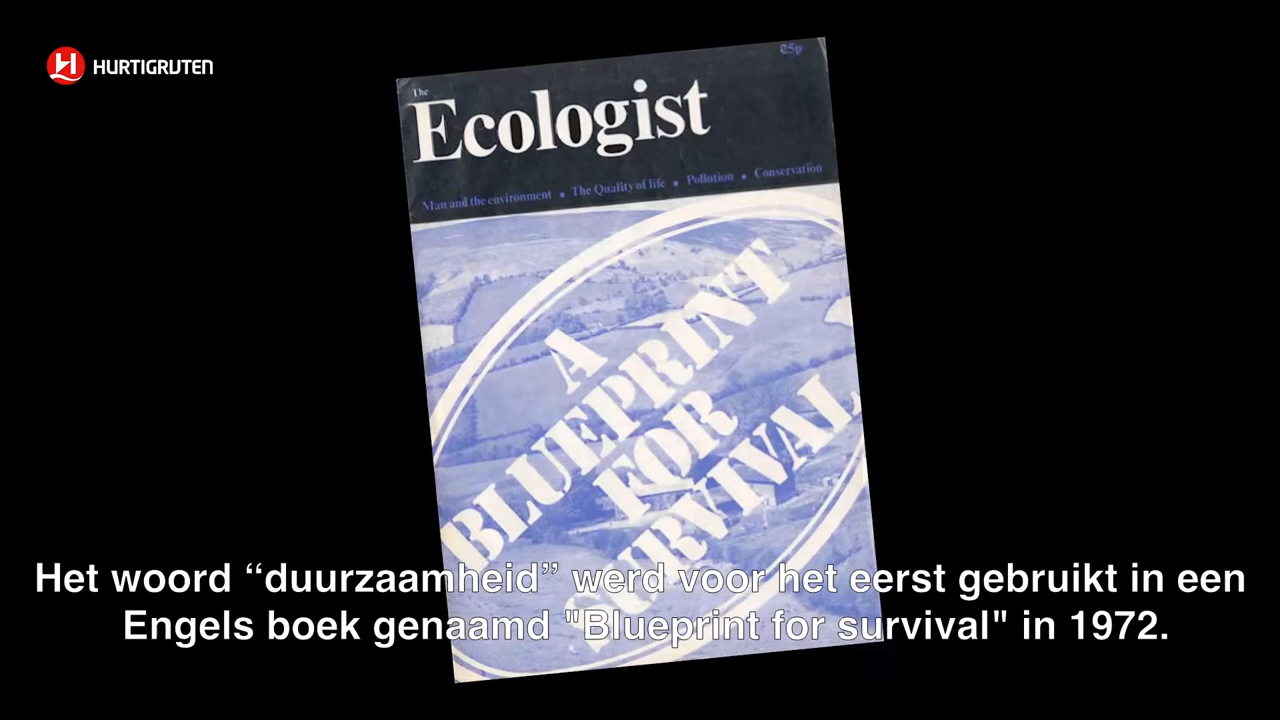 HURTIGRUTEN
25p
The
Ecologist
Man and the environment ▪ The Quality of life ▪ Pollution ▪ Conservation
A
BLUEPRINT
FOR
SURVIVAL
Het woord “duurzaamheid” werd voor het eerst gebruikt in een
Engels boek genaamd "Blueprint for survival" in 1972.